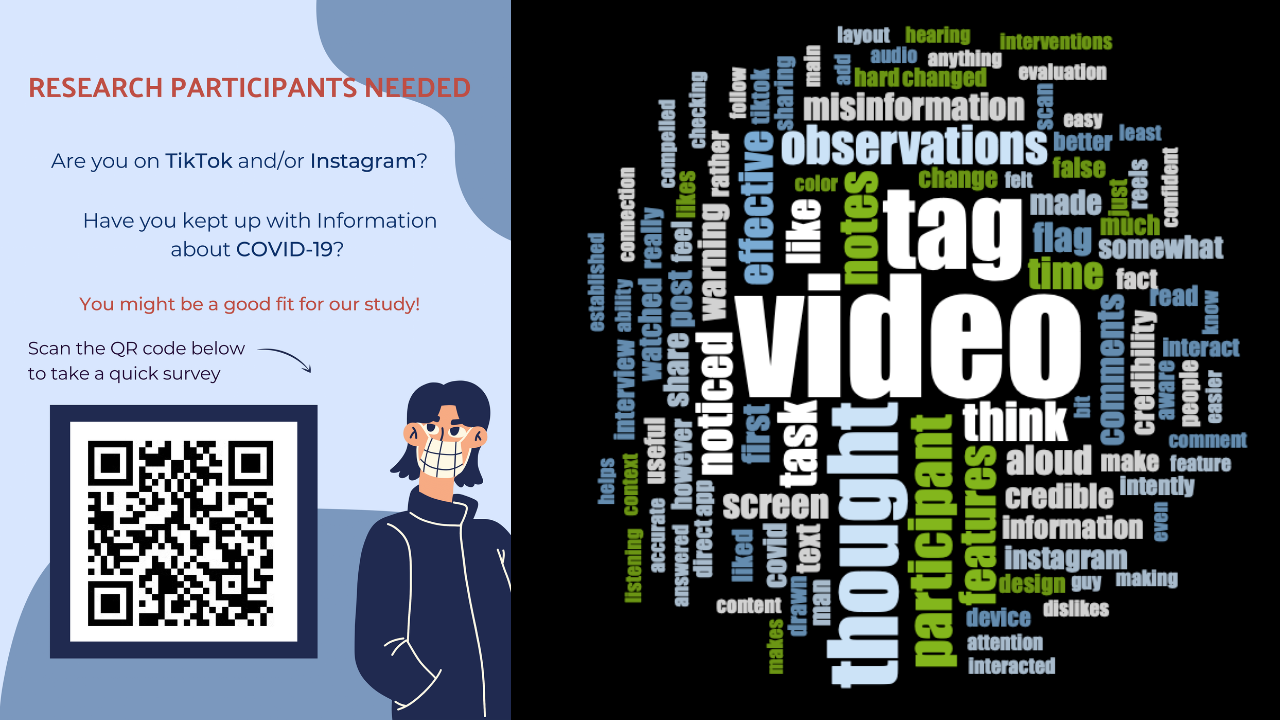 RESEARCH PARTICIPANTS NEEDED
Are you on TikTok and/or Instagram?
Have you kept up with Information
about COVID-19?
You might be a good fit for our study!
Scan the QR code below
to take a quick survey
layout
hearing
interventions
audio
anything
main
add
hard
changed
evaluation
follow
tiktok
sharing
checking
compelled
misinformation
scan
easy
observations
better
least
rather
effective
color
notes
change
felt
false
just
reels
confident
connection
likes
like
tag
made
much
really
feel
warning
flag
somewhat
established
ability
watched
post
time
fact
video
comments
read
know
interview
share
noticed
credibility
interact
aware
people
easier
bit
first
task
thought
participant
think
comment
useful
however
features
aloud
make
feature
helps
context
screen
credible
intently
accurate
answered
direct
app
liked
covid
text
information
even
listening
instagram
content
drawn
man
design
guy
making
device
dislikes
makes
attention
interacted